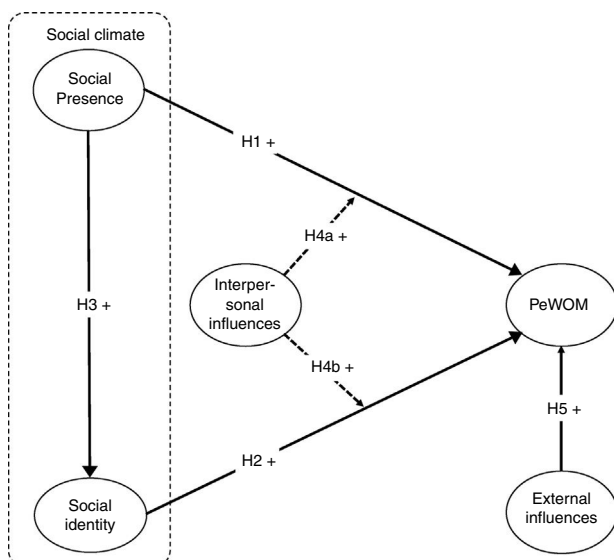 Social climate
Social
Presence
H1 +
H4a +
Interper-
sonal
influences
PeWOM
H3 +
H4b +
H5 +
H2 +
Social
identity
External
influences